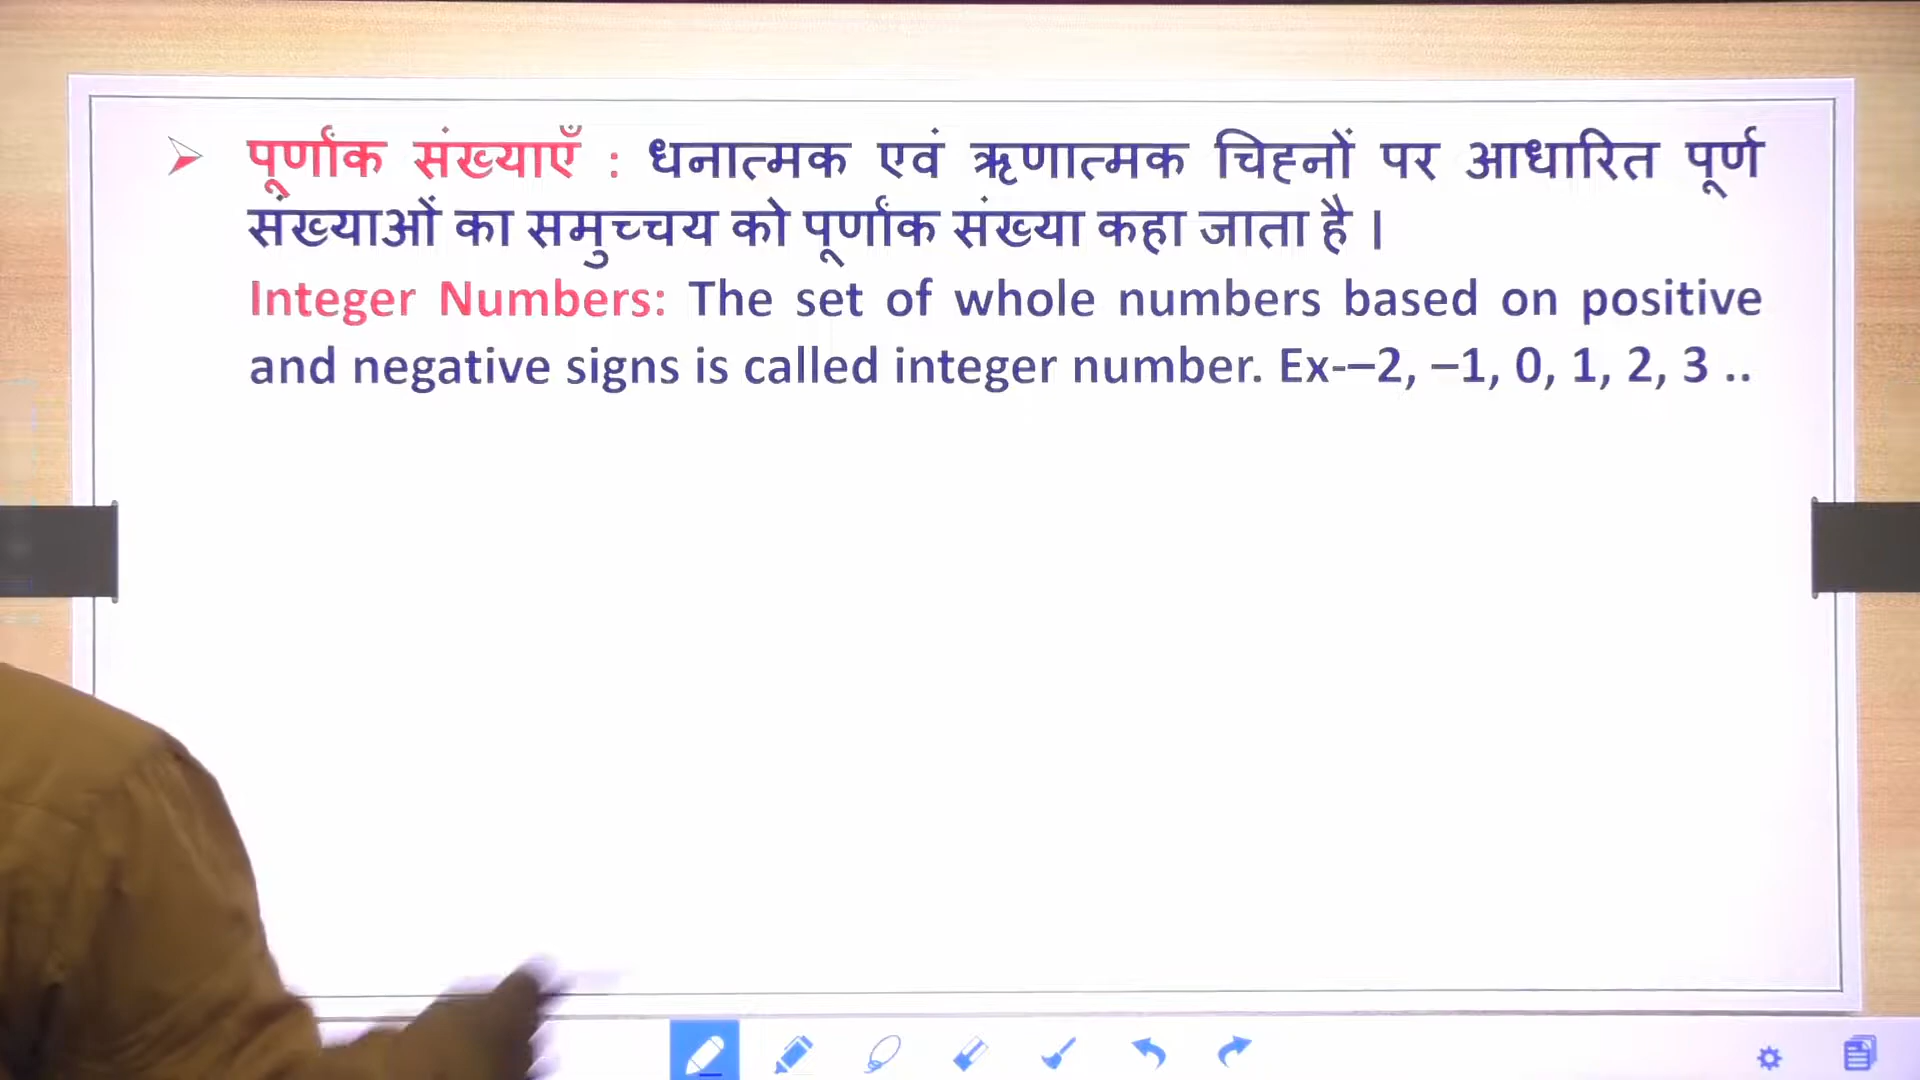 पूर्णांक संख्याएँ : धनात्मक एवं ऋणात्मक चिह्नों पर आधारित पूर्ण
संख्याओं का समुच्चय को पूर्णांक संख्या कहा जाता है ।
Integer Numbers: The set of whole numbers based on positive
and negative signs is called integer number. Ex-–2, –1, 0, 1, 2, 3 ..